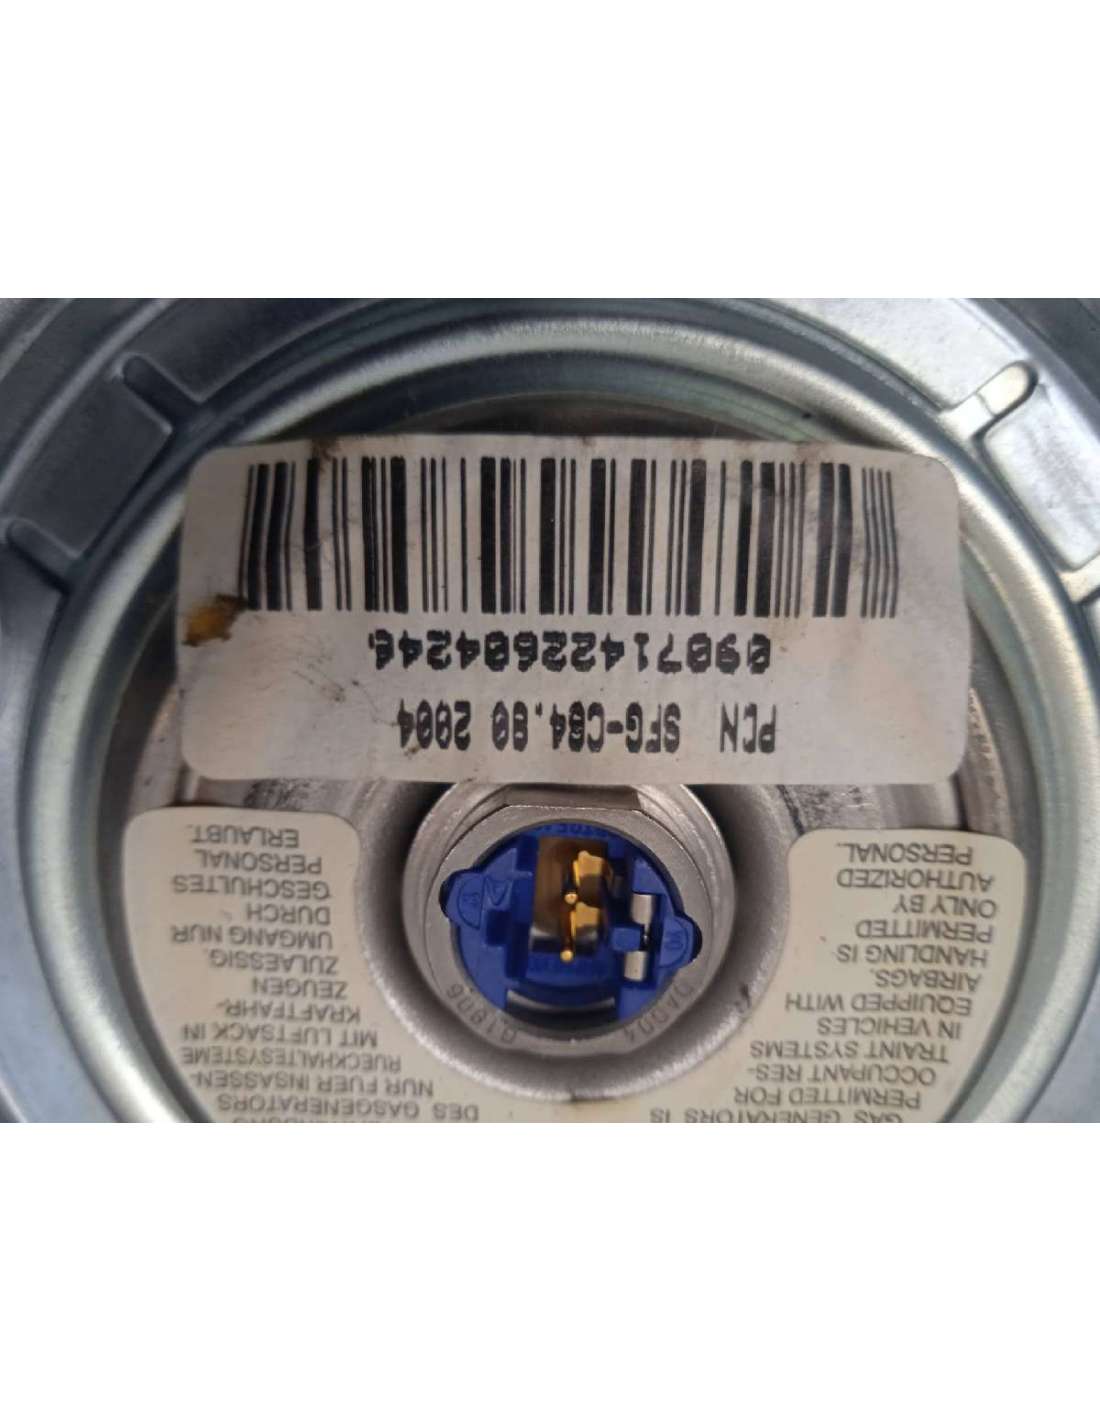 GAS GENERATORS IS
PERMITTED FOR
OCCUPANT RES-
TRAINT SYSTEMS
IN VEHICLES
EQUIPPED WITH
AIRBAGS.
HANDLING IS
PERMITTED
ONLY BY
AUTHORIZED
PERSONAL.
DES GASGENERATORS
NUR FUER INSASSEN-
RUECKHALTESYSTEME
MIT LUFTSACK IN
KRAFTFAHR-
ZEUGEN
ZULAESSIG.
UMGANG NUR
DURCH
GESCHULTES
PERSONAL
ERLAUBT.
PCN SFG-C84.80 2004